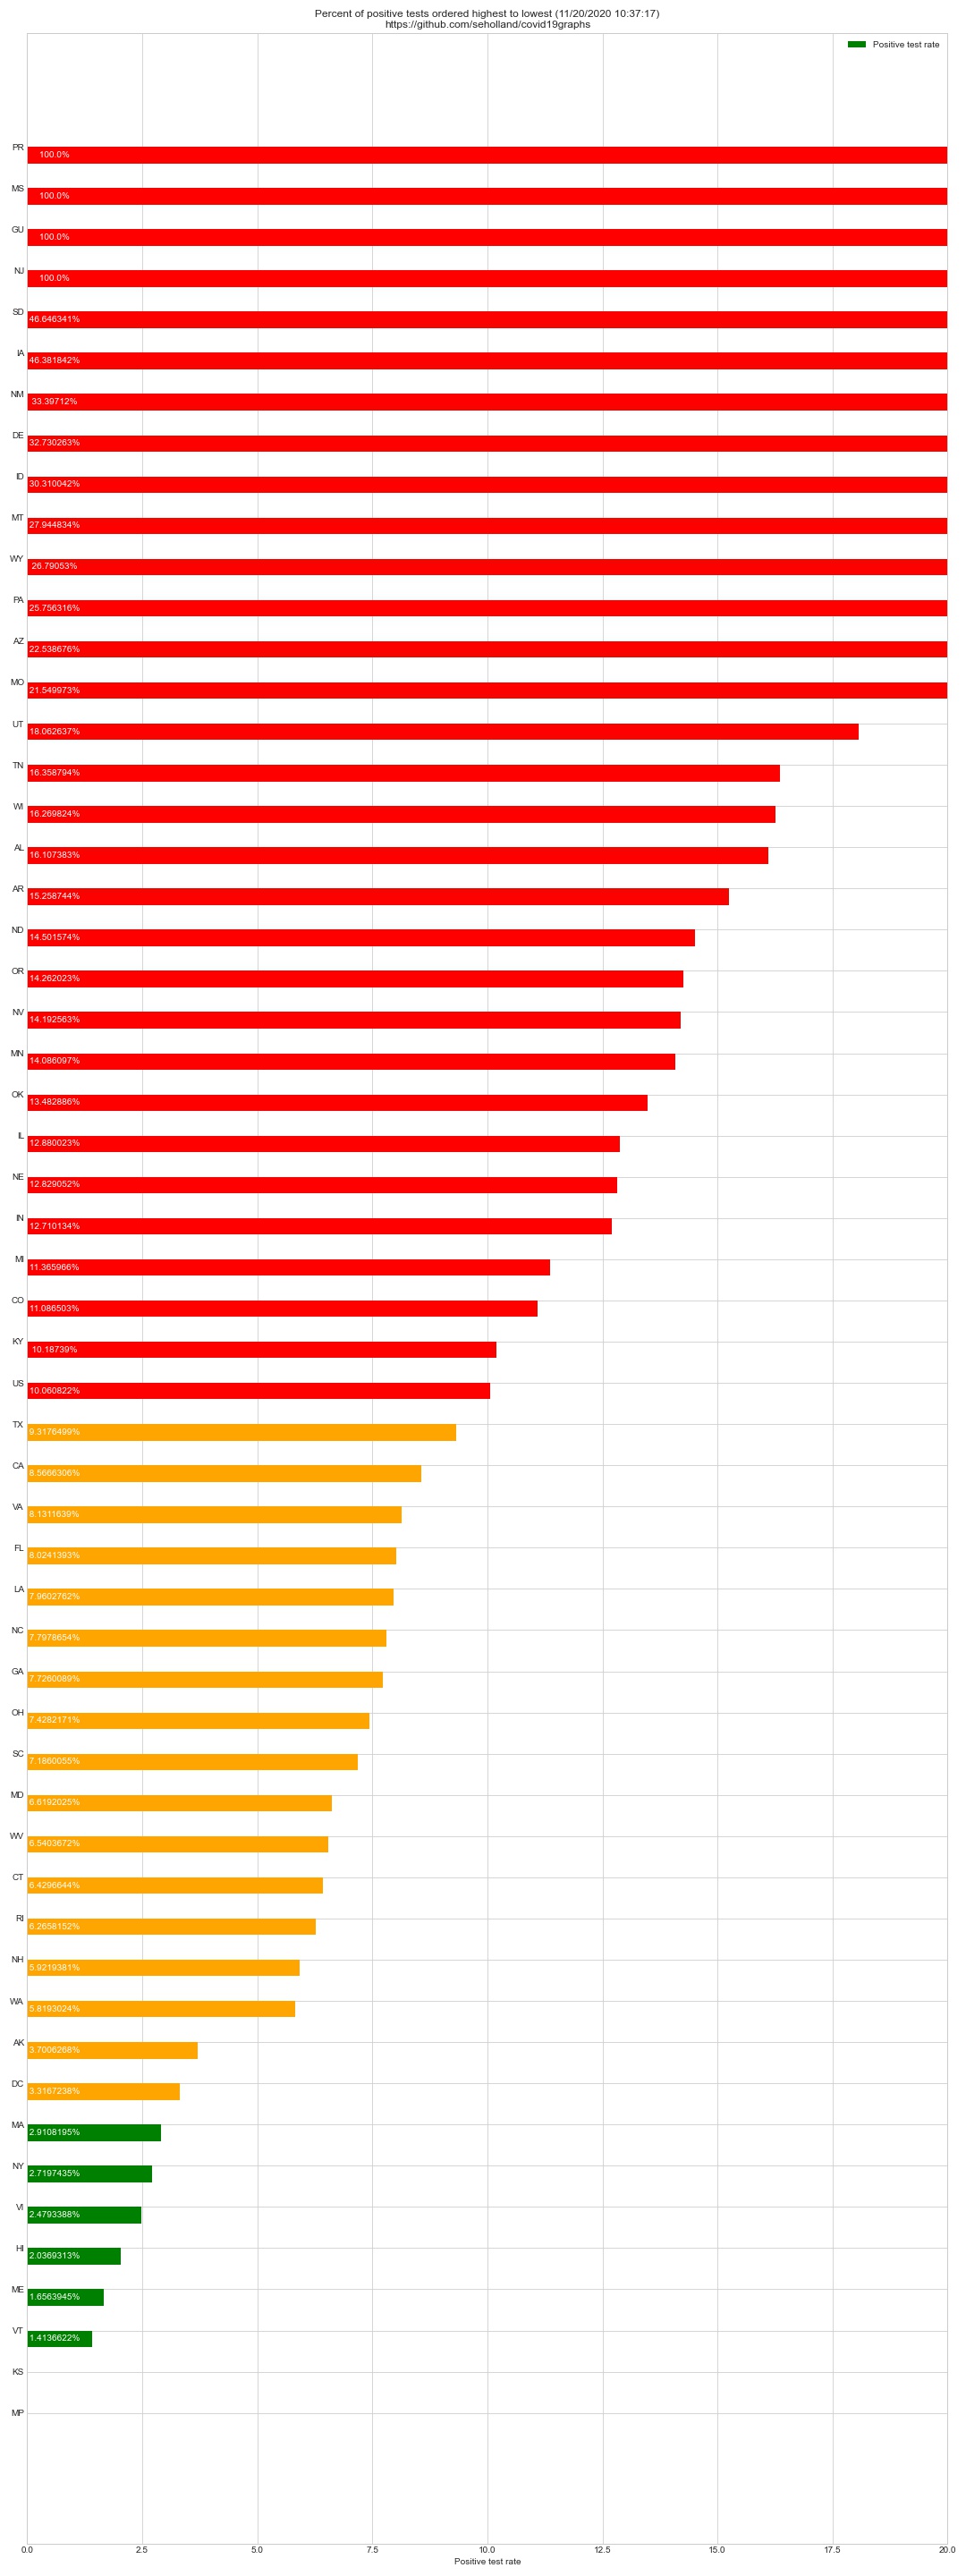 Percent of positive tests ordered highest to lowest (11/20/2020 10:37:17)
https://github.com/seholland/covid19graphs
Positive test rate
PR 100.0%
MS 100.0%
GU 100.0%
NJ 100.0%
SD 46.646341%
IA 46.381842%
NM 33.39712%
DE 32.730263%
ID 30.310042%
MT 27.944834%
WY 26.79053%
PA 25.756316%
AZ 22.538676%
MO 21.549973%
UT 18.062637%
TN 16.358794%
WI 16.269824%
AL 16.107383%
AR 15.258744%
ND 14.501574%
OR 14.262023%
NV 14.192563%
MN 14.086097%
OK 13.482886%
IL 12.880023%
NE 12.829052%
IN 12.710134%
MI 11.365966%
CO 11.086503%
KY 10.18739%
US 10.060822%
TX 9.3176499%
CA 8.5666306%
VA 8.1311639%
FL 8.0241393%
LA 7.9602762%
NC 7.7978654%
GA 7.7260089%
OH 7.4282171%
SC 7.1860055%
MD 6.6192025%
WV 6.5403672%
CT 6.4296644%
RI 6.2658152%
NH 5.9219381%
WA 5.8193024%
AK 3.7006268%
DC 3.3167238%
MA 2.9108195%
NY 2.7197435%
VI 2.4793388%
HI 2.0369313%
ME 1.6563945%
VT 1.4136622%
KS
MP
0.0 2.5 5.0 7.5 10.0 12.5 15.0 17.5 20.0
Positive test rate